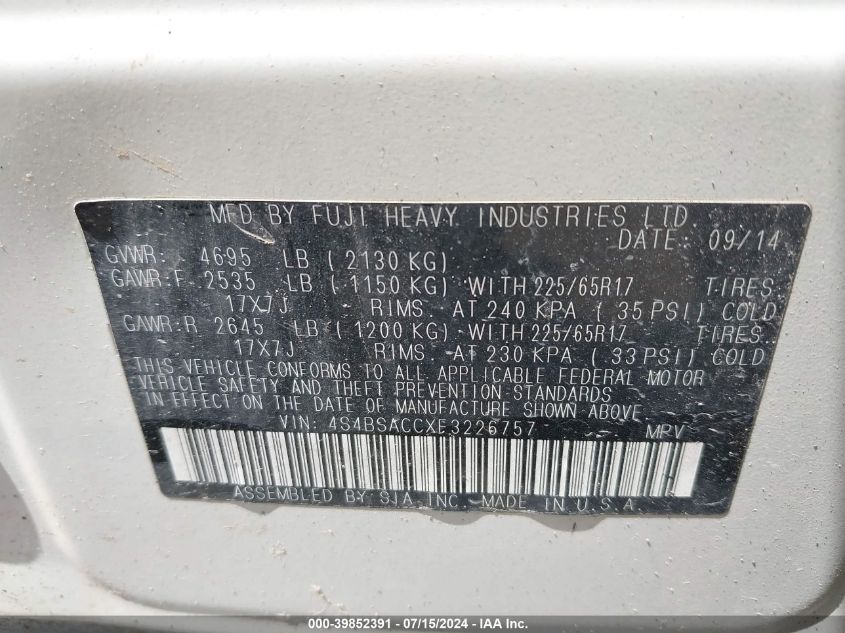 MFD BY FUJI HEAVY INDUSTRIES LTD
DATE: 09/14
GVWR: 4695 LB ( 2130 KG)
GAWR:F 2535 LB ( 1150 KG) WITH 225/65R17 TIRES
17X7J RIMS AT 240 KPA ( 35 PSI) COLD
GAWR:R 2645 LB ( 1200 KG) WITH 225/65R17 TIRES
17X7J RIMS AT 230 KPA ( 33 PSI) COLD
THIS VEHICLE CONFORMS TO ALL APPLICABLE FEDERAL MOTOR
VEHICLE SAFETY AND THEFT PREVENTION STANDARDS
IN EFFECT ON THE DATE OF MANUFACTURE SHOWN ABOVE
VIN: 4S4BSACCXE3226757 MPV
ASSEMBLED BY SIA INC. MADE IN U.S.A
000-39852391 - 07/15/2024 - IAA, Inc.